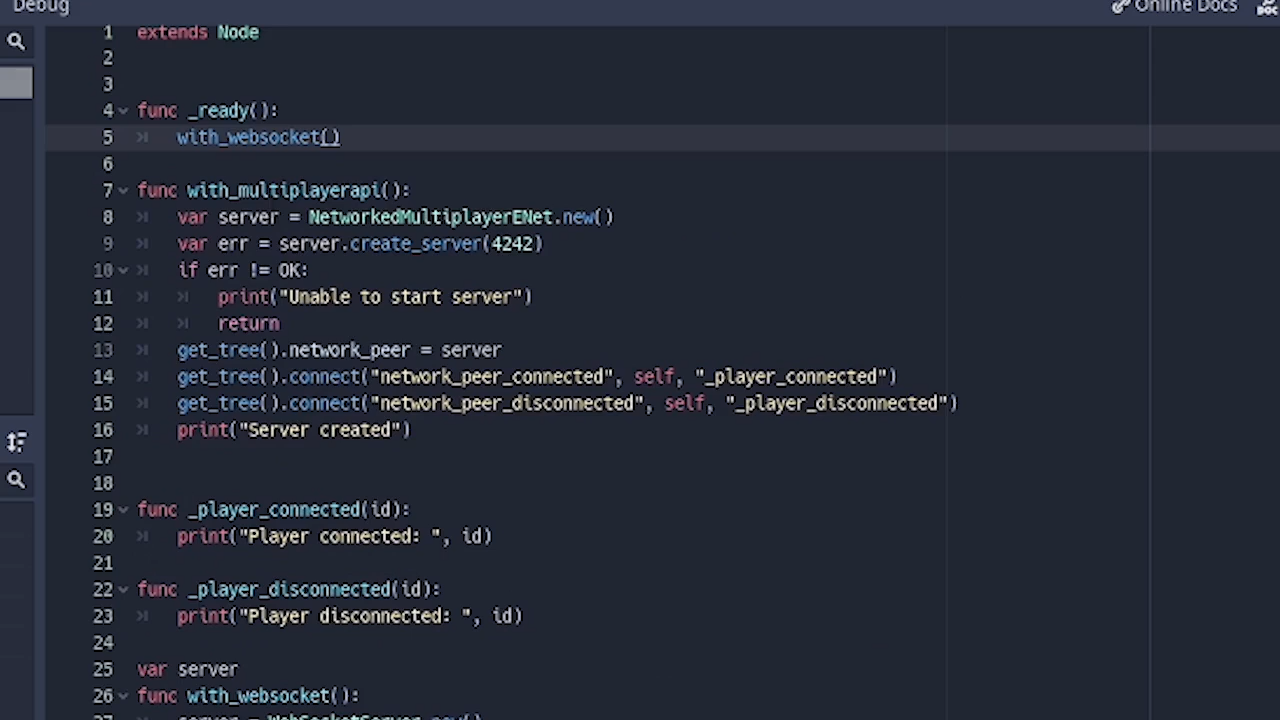 Debug
Online Docs
1 extends Node
2
3
4 func _ready():
5 with_websocket()
6
7 func with_multiplayerapi():
8 var server = NetworkedMultiplayerENet.new()
9 var err = server.create_server(4242)
10 if err != OK:
11 print("Unable to start server")
12 return
13 get_tree().network_peer = server
14 get_tree().connect("network_peer_connected", self, "_player_connected")
15 get_tree().connect("network_peer_disconnected", self, "_player_disconnected")
16 print("Server created")
17
18
19 func _player_connected(id):
20 print("Player connected: ", id)
21
22 func _player_disconnected(id):
23 print("Player disconnected: ", id)
24
25 var server
26 func with_websocket():
27 server = WebSocketServer.new()